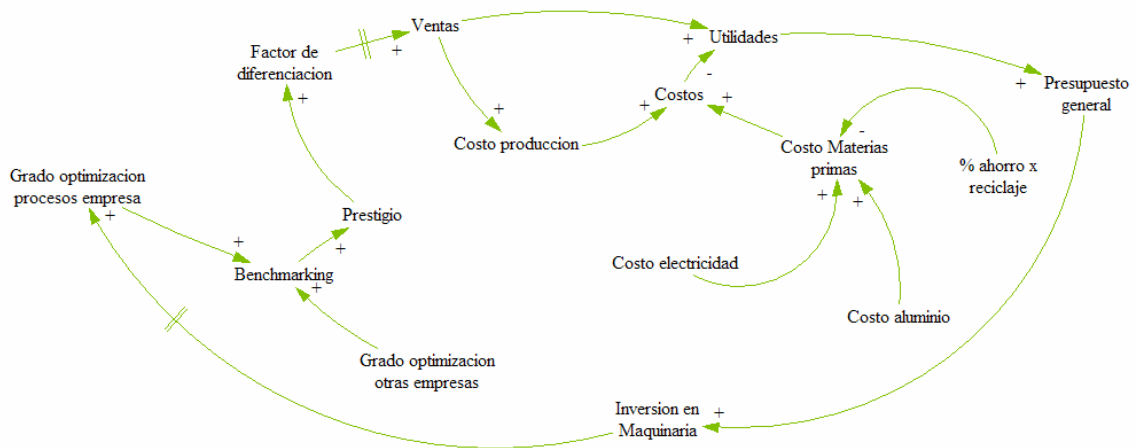 Ventas
+
Utilidades
+
Factor de
diferenciacion
+
-
Costos
+
+
+
Presupuesto
general
+
Costo produccion
+
-
Costo Materias
primas
+
+
% ahorro x
reciclaje
Grado optimizacion
procesos empresa
+
Prestigio
+
+
Benchmarking
+
Costo electricidad
Costo aluminio
Grado optimizacion
otras empresas
Inversion en
Maquinaria
+